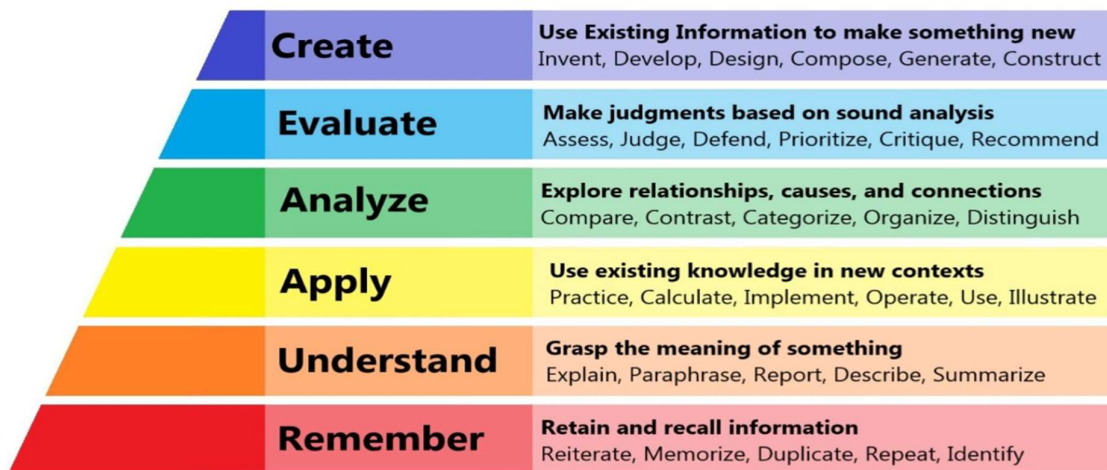 Create
Use Existing Information to make something new
Invent, Develop, Design, Compose, Generate, Construct
Evaluate
Make judgments based on sound analysis
Assess, Judge, Defend, Prioritize, Critique, Recommend
Analyze
Explore relationships, causes, and connections
Compare, Contrast, Categorize, Organize, Distinguish
Apply
Use existing knowledge in new contexts
Practice, Calculate, Implement, Operate, Use, Illustrate
Understand
Grasp the meaning of something
Explain, Paraphrase, Report, Describe, Summarize
Remember
Retain and recall information
Reiterate, Memorize, Duplicate, Repeat, Identify